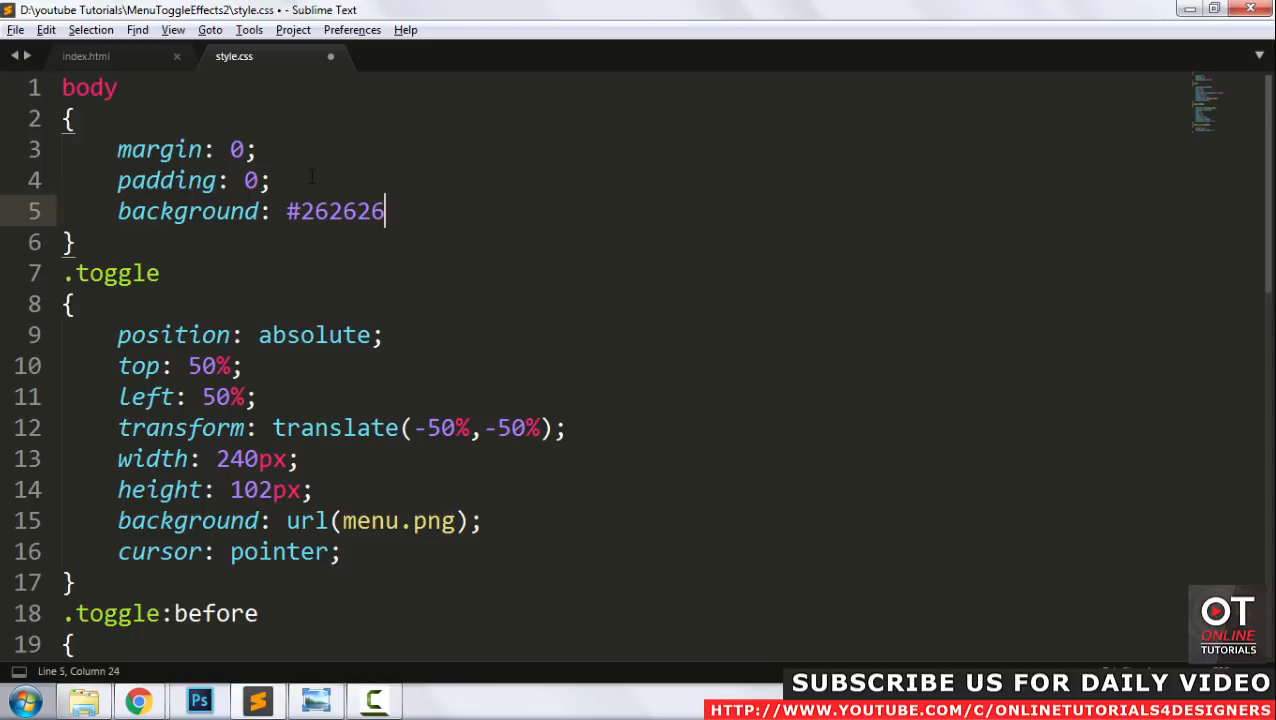 D:\youtube Tutorials\MenuToggleEffects2\style.css • - Sublime Text
File Edit Selection Find View Goto Tools Project Preferences Help
index.html style.css
1 body
2 {
3 margin: 0;
4 padding: 0;
5 background: #262626
6 }
7 .toggle
8 {
9 position: absolute;
10 top: 50%;
11 left: 50%;
12 transform: translate(-50%,-50%);
13 width: 240px;
14 height: 102px;
15 background: url(menu.png);
16 cursor: pointer;
17 }
18 .toggle:before
19 {
OT
ONLINE
TUTORIALS
Line 5, Column 24
Ps
SUBSCRIBE US FOR DAILY VIDEO
HTTP://WWW.YOUTUBE.COM/C/ONLINETUTORIALS4DESIGNERS